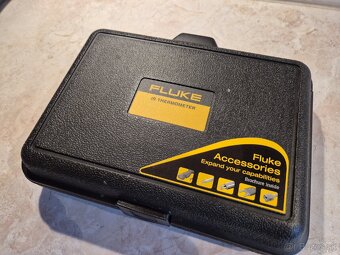 FLUKE
IR THERMOMETER
Fluke
Accessories
Expand your capabilities
Brochure inside